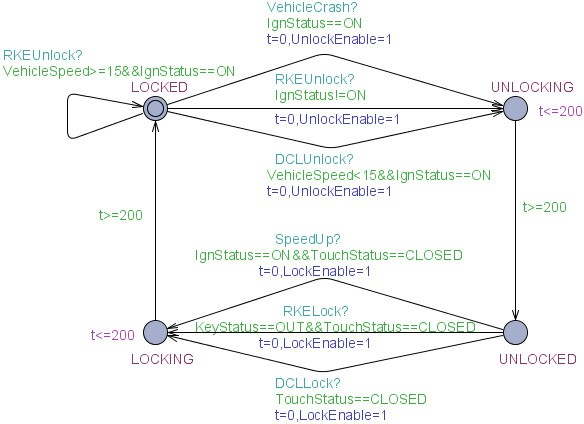 VehicleCrash?
IgnStatus==ON
t=0,UnlockEnable=1
RKEUnlock?
VehicleSpeed>=15&&IgnStatus==ON
LOCKED
RKEUnlock?
IgnStatus!=ON
t=0,UnlockEnable=1
UNLOCKING
t<=200
DCLUnlock?
VehicleSpeed<15&&IgnStatus==ON
t=0,UnlockEnable=1
t>=200
t>=200
SpeedUp?
IgnStatus==ON&&TouchStatus==CLOSED
t=0,LockEnable=1
RKELock?
KeyStatus==OUT&&TouchStatus==CLOSED
t=0,LockEnable=1
t<=200
LOCKING
UNLOCKED
DCLLock?
TouchStatus==CLOSED
t=0,LockEnable=1